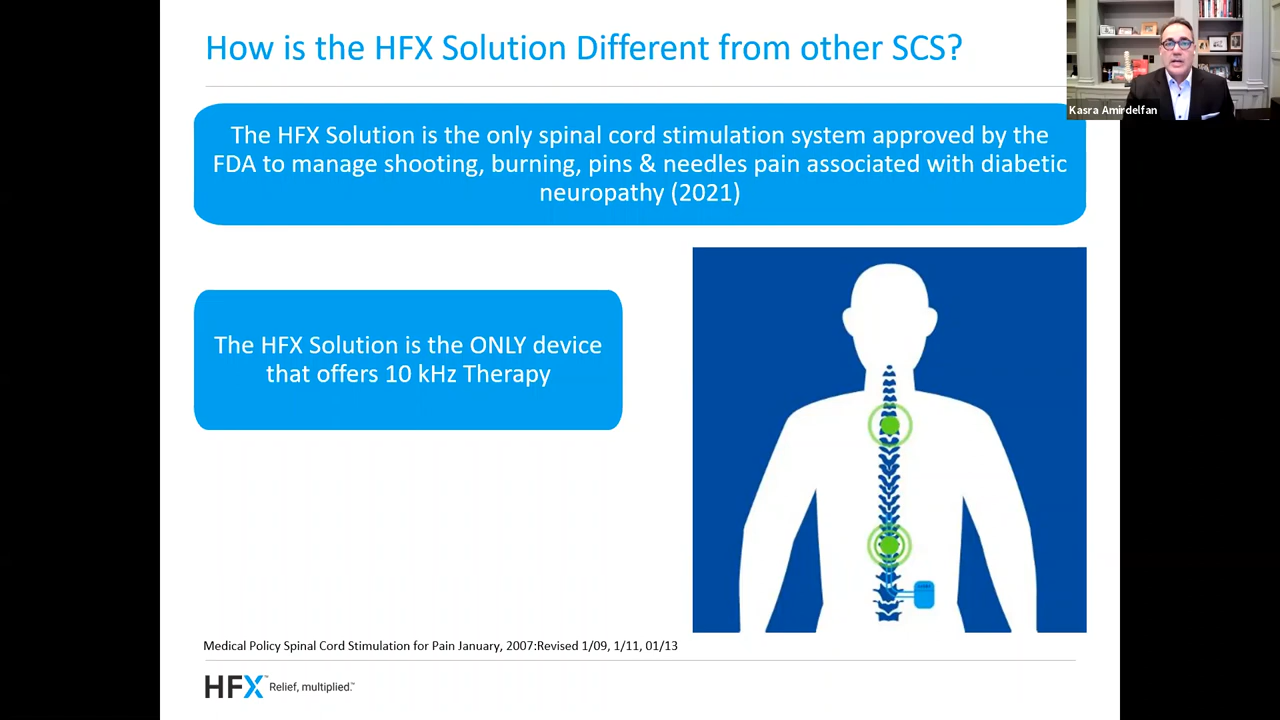 How is the HFX Solution Different from other SCS?
Kasra Amirdelfan
The HFX Solution is the only spinal cord stimulation system approved by the
FDA to manage shooting, burning, pins & needles pain associated with diabetic
neuropathy (2021)
The HFX Solution is the ONLY device
that offers 10 kHz Therapy
Medical Policy Spinal Cord Stimulation for Pain January, 2007:Revised 1/09, 1/11, 01/13
HFX™ Relief, multiplied.™